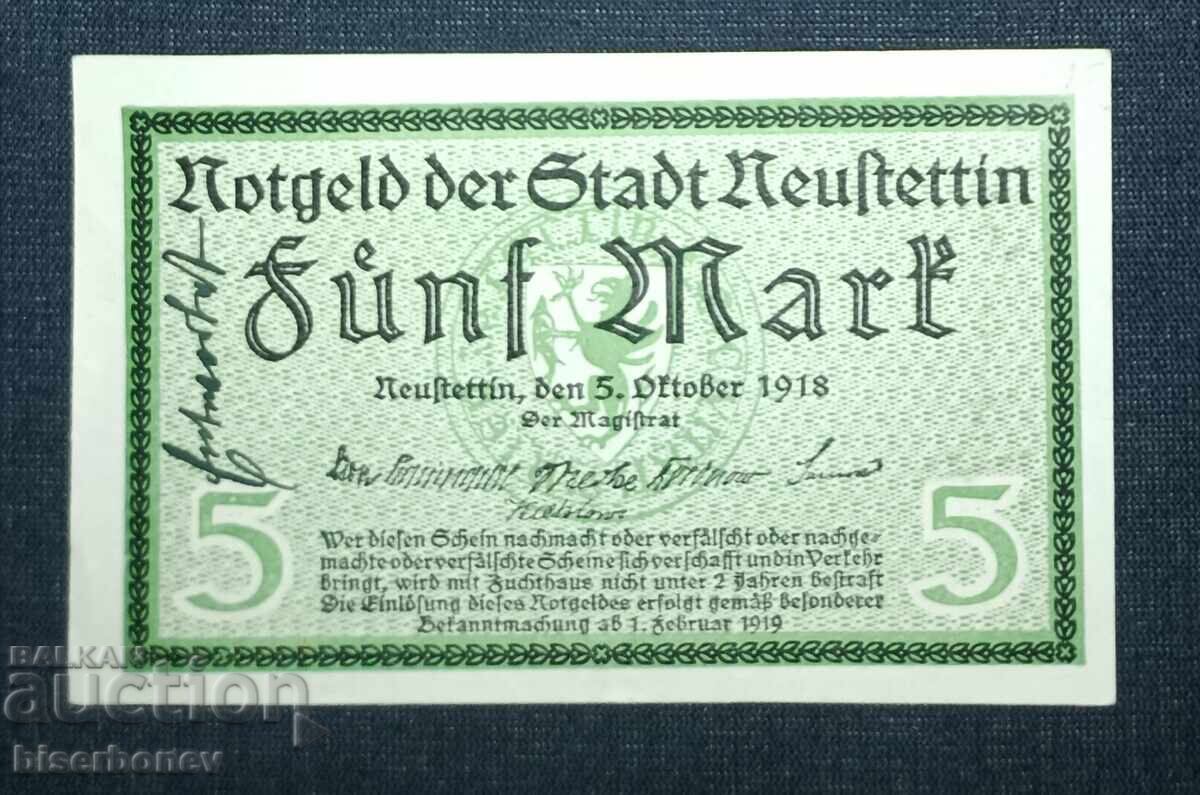 Notgeld der Stadt Neuſtettin
Fünf Mark
Neuſtettin, den 5. Oktober 1918
Der Magiſtrat
5
5
Wer dieſen Schein nachmacht oder verfälſcht oder nachge-
machte oder verfälſchte Scheine ſich verſchafft und in Verkehr
bringt, wird mit Zuchthaus nicht unter 2 Jahren beſtraft
Die Einlöſung dieſes Notgeldes erfolgt gemäß beſonderer
Bekanntmachung ab 1. Februar 1919
BALKAN
auction
biserbonev